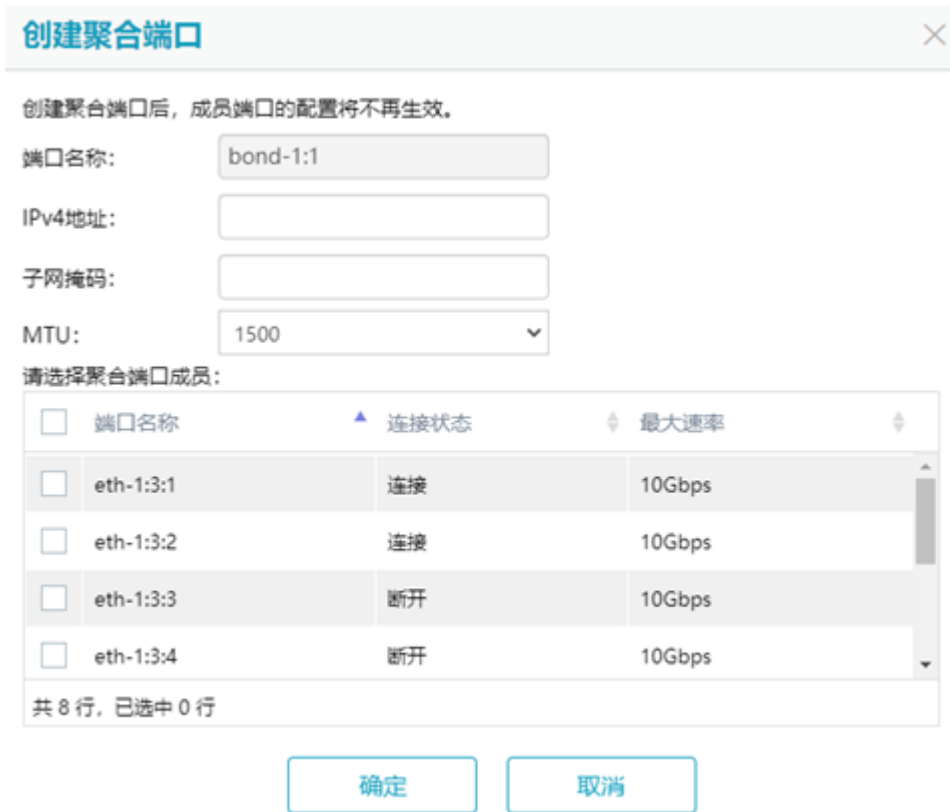 创建聚合端口
创建聚合端口后，成员端口的配置将不再生效。
端口名称： bond-1:1
IPv4地址：
子网掩码：
MTU： 1500
请选择聚合端口成员：
端口名称 连接状态 最大速率
eth-1:3:1 连接 10Gbps
eth-1:3:2 连接 10Gbps
eth-1:3:3 断开 10Gbps
eth-1:3:4 断开 10Gbps
共 8 行，已选中 0 行
确定 取消